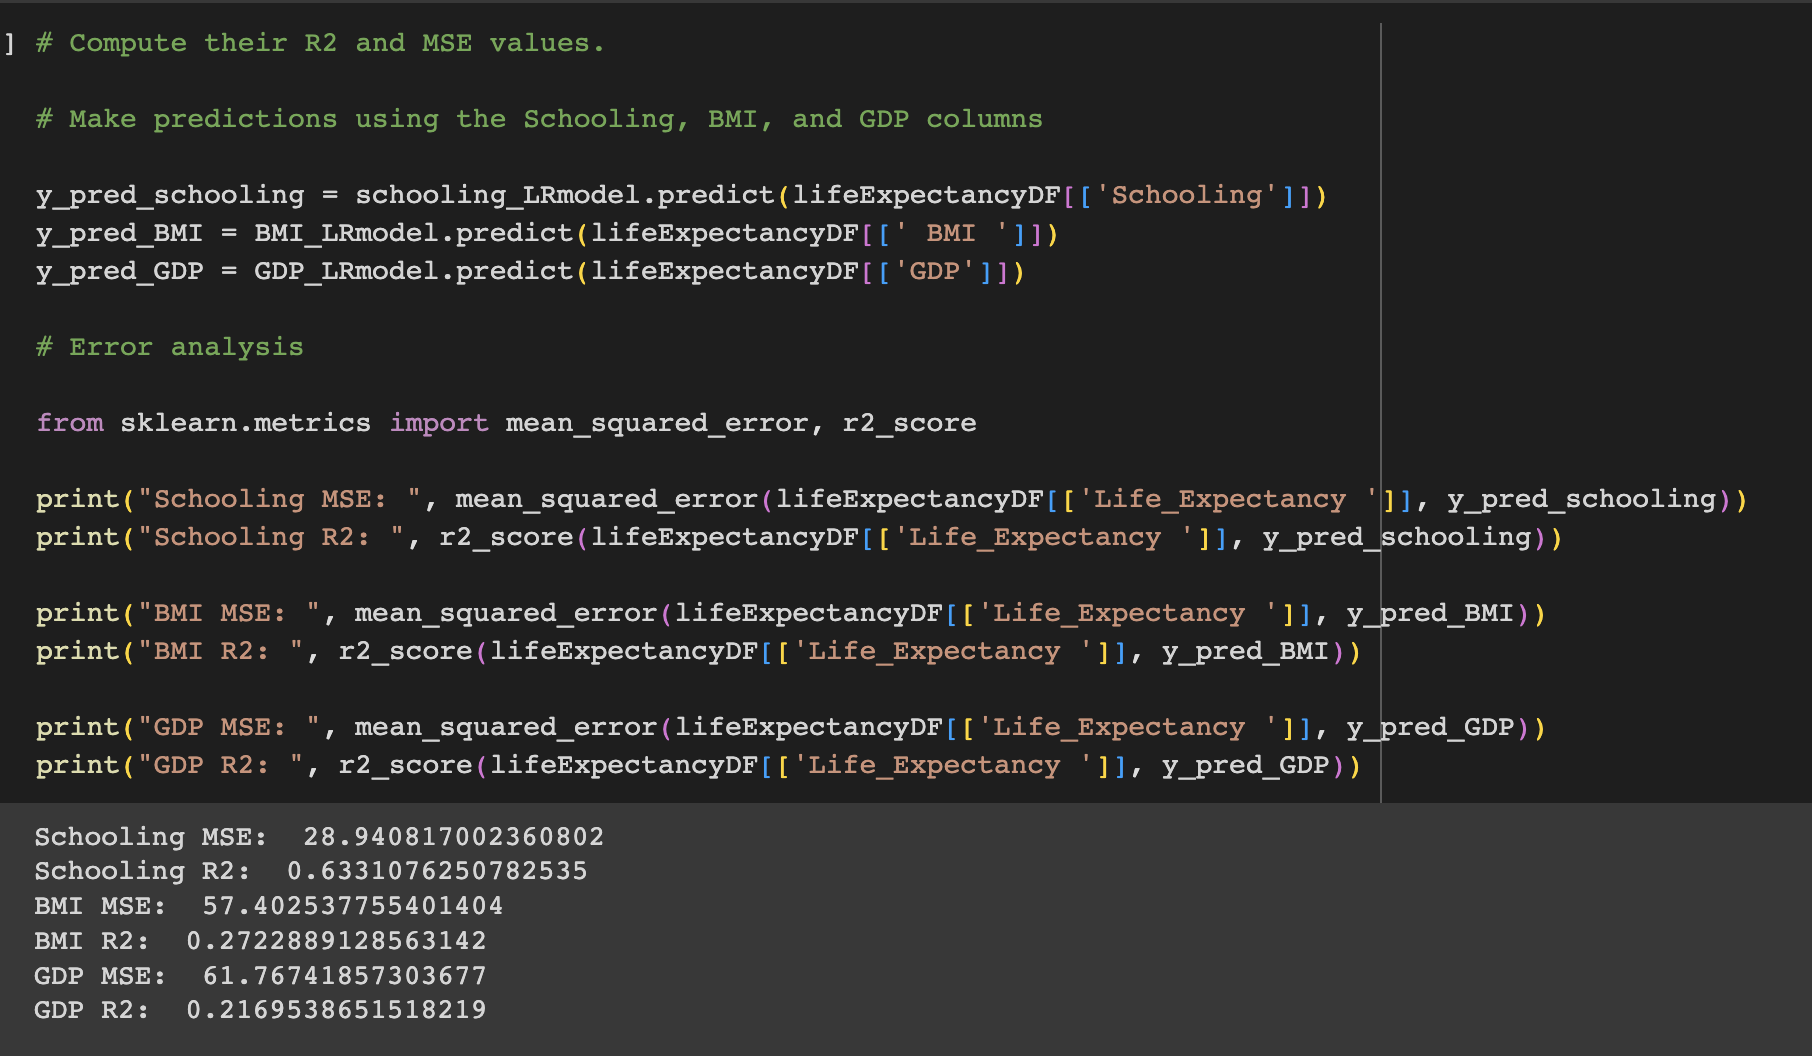 ] # Compute their R2 and MSE values.
# Make predictions using the Schooling, BMI, and GDP columns
y_pred_schooling = schooling_LRmodel.predict(lifeExpectancyDF[['Schooling']])
y_pred_BMI = BMI_LRmodel.predict(lifeExpectancyDF[[' BMI ']])
y_pred_GDP = GDP_LRmodel.predict(lifeExpectancyDF[['GDP']])
# Error analysis
from sklearn.metrics import mean_squared_error, r2_score
print("Schooling MSE: ", mean_squared_error(lifeExpectancyDF[['Life_Expectancy ']], y_pred_schooling))
print("Schooling R2: ", r2_score(lifeExpectancyDF[['Life_Expectancy ']], y_pred_schooling))
print("BMI MSE: ", mean_squared_error(lifeExpectancyDF[['Life_Expectancy ']], y_pred_BMI))
print("BMI R2: ", r2_score(lifeExpectancyDF[['Life_Expectancy ']], y_pred_BMI))
print("GDP MSE: ", mean_squared_error(lifeExpectancyDF[['Life_Expectancy ']], y_pred_GDP))
print("GDP R2: ", r2_score(lifeExpectancyDF[['Life_Expectancy ']], y_pred_GDP))
Schooling MSE:  28.940817002360802
Schooling R2:  0.6331076250782535
BMI MSE:  57.402537755401404
BMI R2:  0.2722889128563142
GDP MSE:  61.76741857303677
GDP R2:  0.2169538651518219